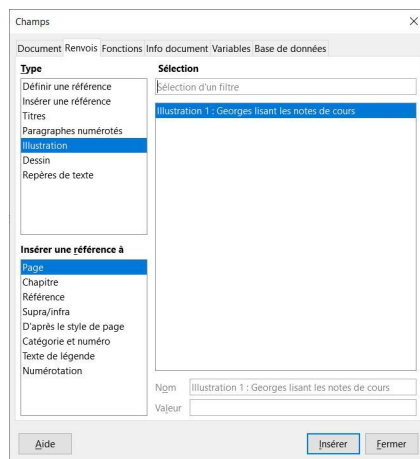 Champs
Document Renvois Fonctions Info document Variables Base de données
Type
Définir une référence
Insérer une référence
Titres
Paragraphes numérotés
Illustration
Dessin
Repères de texte
Sélection
Sélection d'un filtre
Illustration 1 : Georges lisant les notes de cours
Insérer une référence à
Page
Chapitre
Référence
Supra/infra
D'après le style de page
Catégorie et numéro
Texte de légende
Numérotation
Nom Illustration 1 : Georges lisant les notes de cours
Valeur
Aide Insérer Fermer